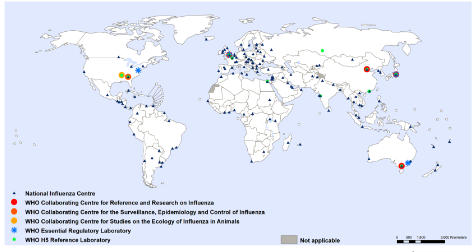 National Influenza Centre
WHO Collaborating Centre for Reference and Research on Influenza
WHO Collaborating Centre for the Surveillance, Epidemiology and Control of Influenza
WHO Collaborating Centre for Studies on the Ecology of Influenza in Animals
WHO Essential Regulatory Laboratory
WHO H5 Reference Laboratory
Not applicable